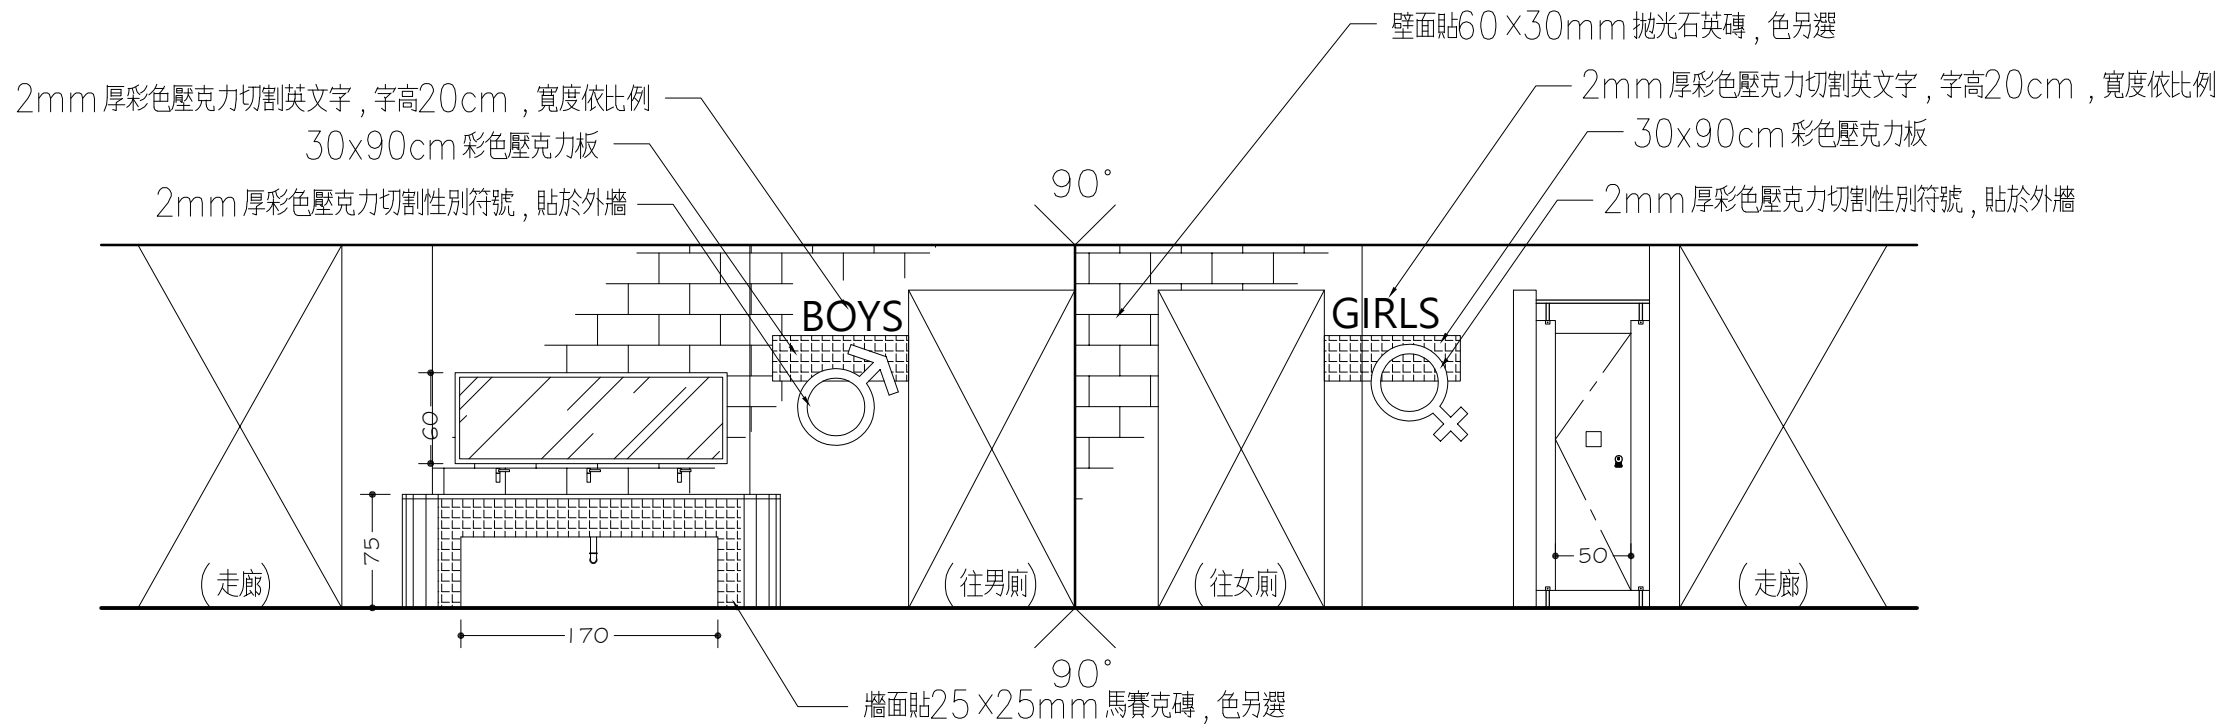 壁面貼60×30mm 拋光石英磚 , 色另選
2mm 厚彩色壓克力切割英文字 , 字高20cm , 寬度依比例
2mm 厚彩色壓克力切割英文字 , 字高20cm , 寬度依比例
30x90cm 彩色壓克力板
30x90cm 彩色壓克力板
2mm 厚彩色壓克力切割性別符號 , 貼於外牆
90°
2mm 厚彩色壓克力切割性別符號 , 貼於外牆
BOYS
GIRLS
60
75
50
(走廊)
(往男廁)
(往女廁)
(走廊)
170
90°
牆面貼25×25mm 馬賽克磚 , 色另選